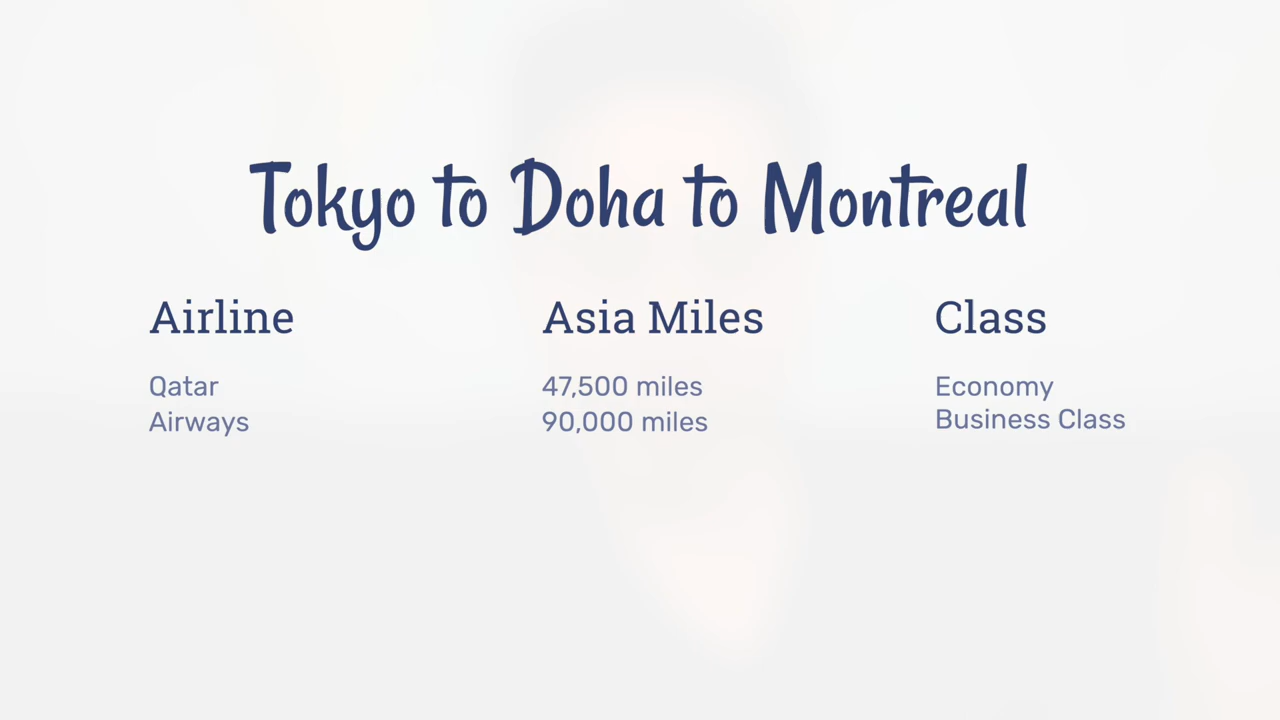 Tokyo to Doha to Montreal
Airline
Asia Miles
Class
Qatar
Airways
47,500 miles
90,000 miles
Economy
Business Class